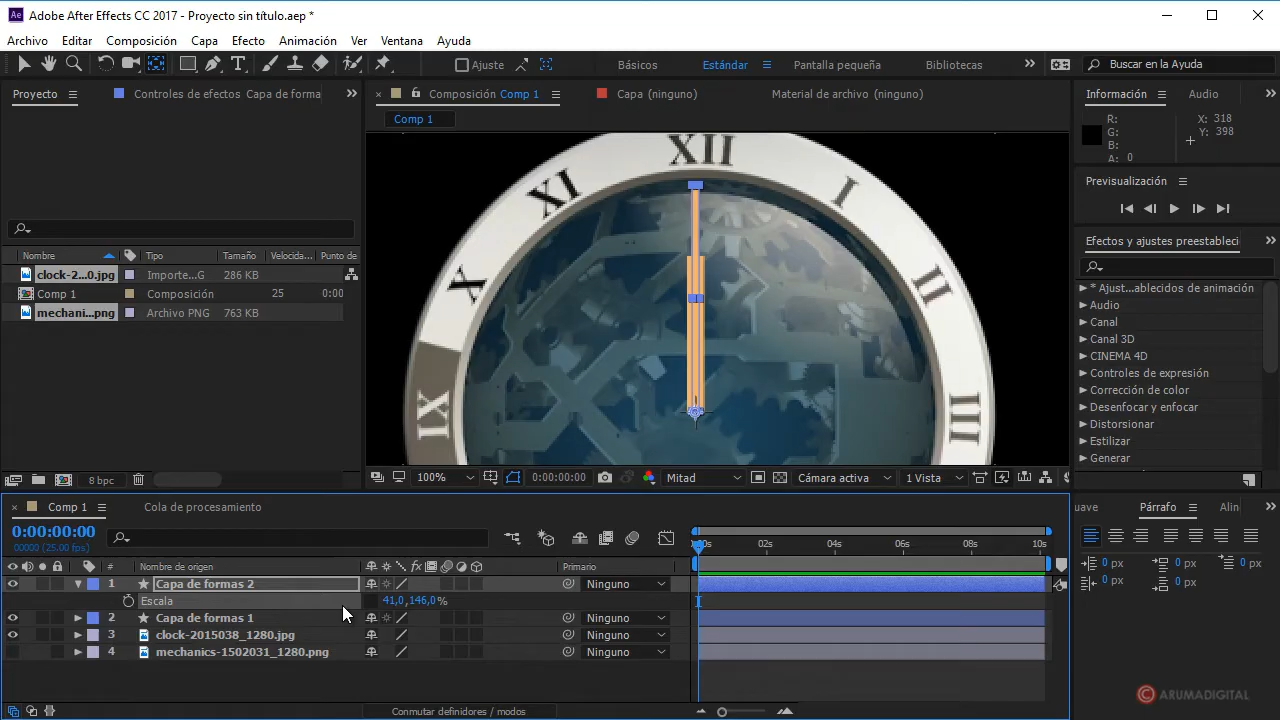 Ae Adobe After Effects CC 2017 - Proyecto sin título.aep *
Archivo Editar Composición Capa Efecto Animación Ver Ventana Ayuda
Ajuste Básicos Estándar Pantalla pequeña Bibliotecas Buscar en la Ayuda
Proyecto Controles de efectos Capa de forma Composición Comp 1 Capa (ninguno) Material de archivo (ninguno) Información Audio
Comp 1
R: X: 318
G: Y: 398
B:
A: 0
XII
XI I
X II
IX III
Previsualización
Efectos y ajustes preestableci
Nombre Tipo Tamaño Velocida... Punto de
clock-2...0.jpg Importe...G 286 KB
Comp 1 Composición 25 0:00
mechani...png Archivo PNG 763 KB
* Ajust...ablecidos de animación
Audio
Canal
Canal 3D
CINEMA 4D
Controles de expresión
Corrección de color
Desenfocar y enfocar
Distorsionar
Estilizar
Generar
8 bpc 100% 0:00:00:00 Mitad Cámara activa 1 Vista
Comp 1 Cola de procesamiento uave Párrafo Alin
0:00:00:00
00000 (25.00 fps)
02s 04s 06s 08s 10s
# Nombre de origen fx Primario
1 Capa de formas 2 Ninguno
Escala 41,0,146,0%
2 Capa de formas 1 Ninguno
3 clock-2015038_1280.jpg Ninguno
4 mechanics-1502031_1280.png Ninguno
0 px 0 px 0 px
0 px 0 px
Conmutar definidores / modos
© ARUMADIGITAL